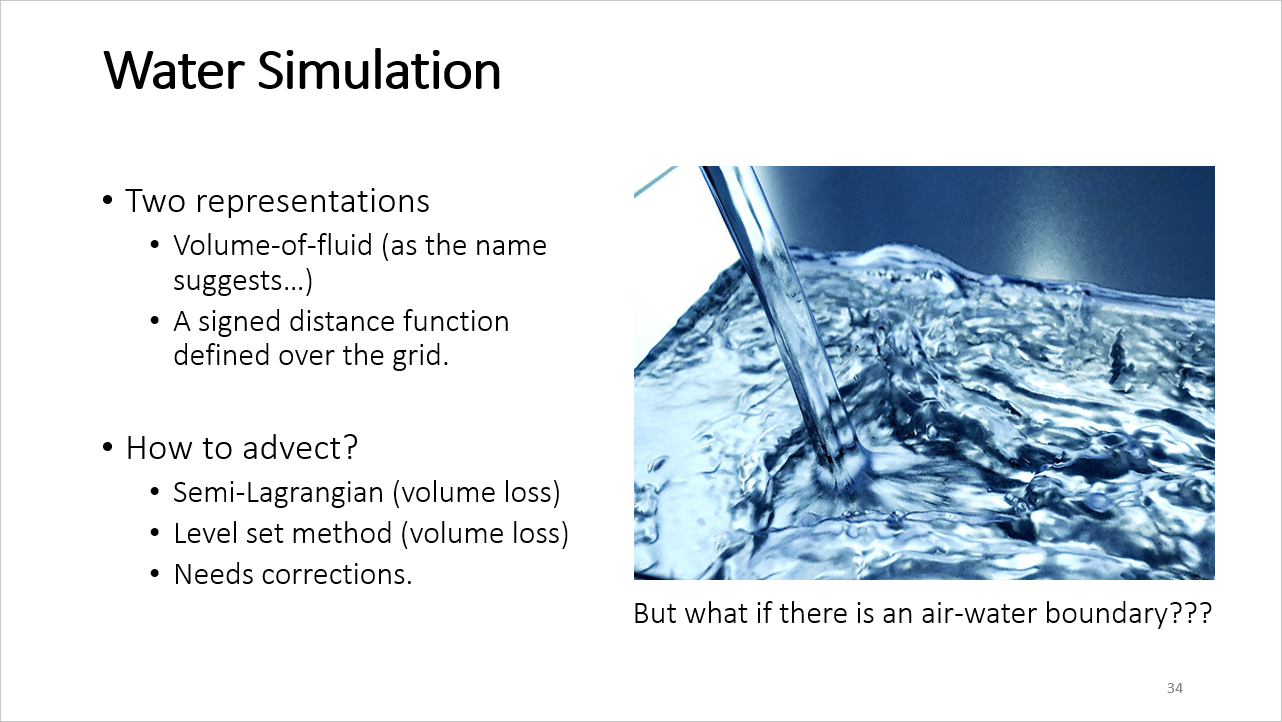 Water Simulation
• Two representations
• Volume-of-fluid (as the name
suggests…)
• A signed distance function
defined over the grid.
• How to advect?
• Semi-Lagrangian (volume loss)
• Level set method (volume loss)
• Needs corrections.
But what if there is an air-water boundary???
34